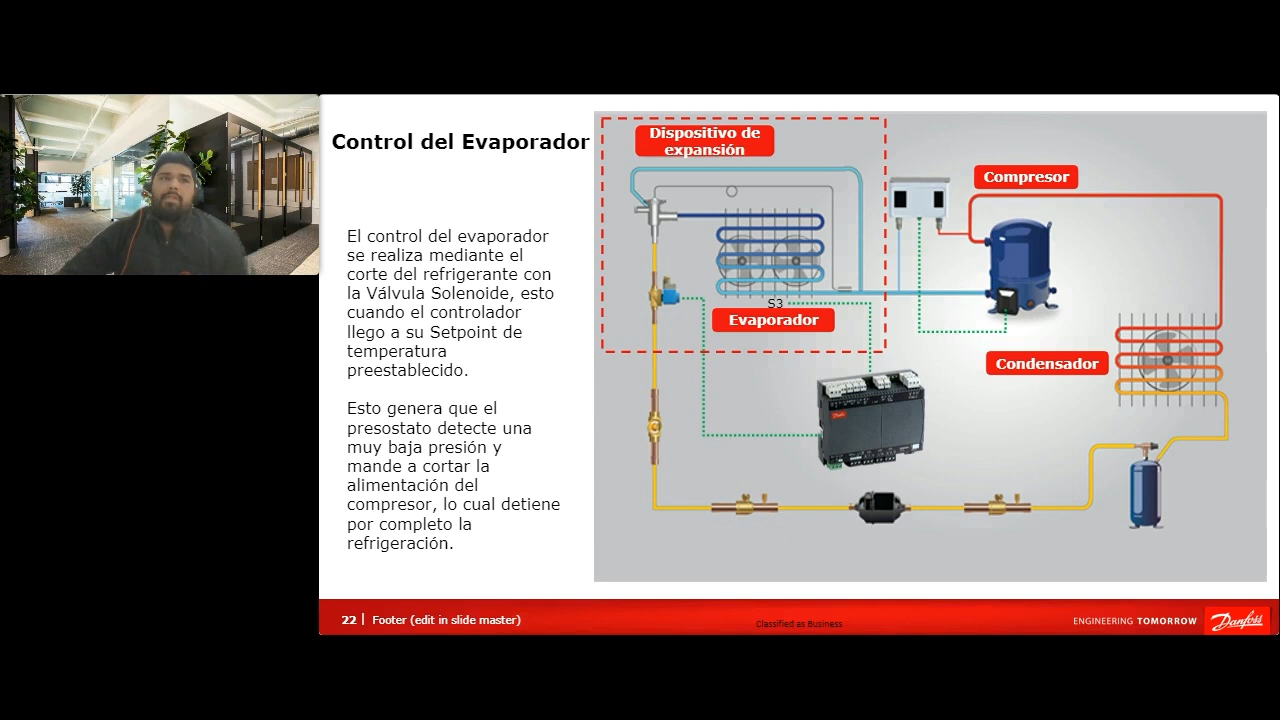 Control del Evaporador
El control del evaporador
se realiza mediante el
corte del refrigerante con
la Válvula Solenoide, esto
cuando el controlador
llego a su Setpoint de
temperatura
preestablecido.
Esto genera que el
presostato detecte una
muy baja presión y
mande a cortar la
alimentación del
compresor, lo cual detiene
por completo la
refrigeración.
Dispositivo de
expansión
Compresor
S3
Evaporador
Condensador
22 | Footer (edit in slide master)
Classified as Business
ENGINEERING TOMORROW
Danfoss